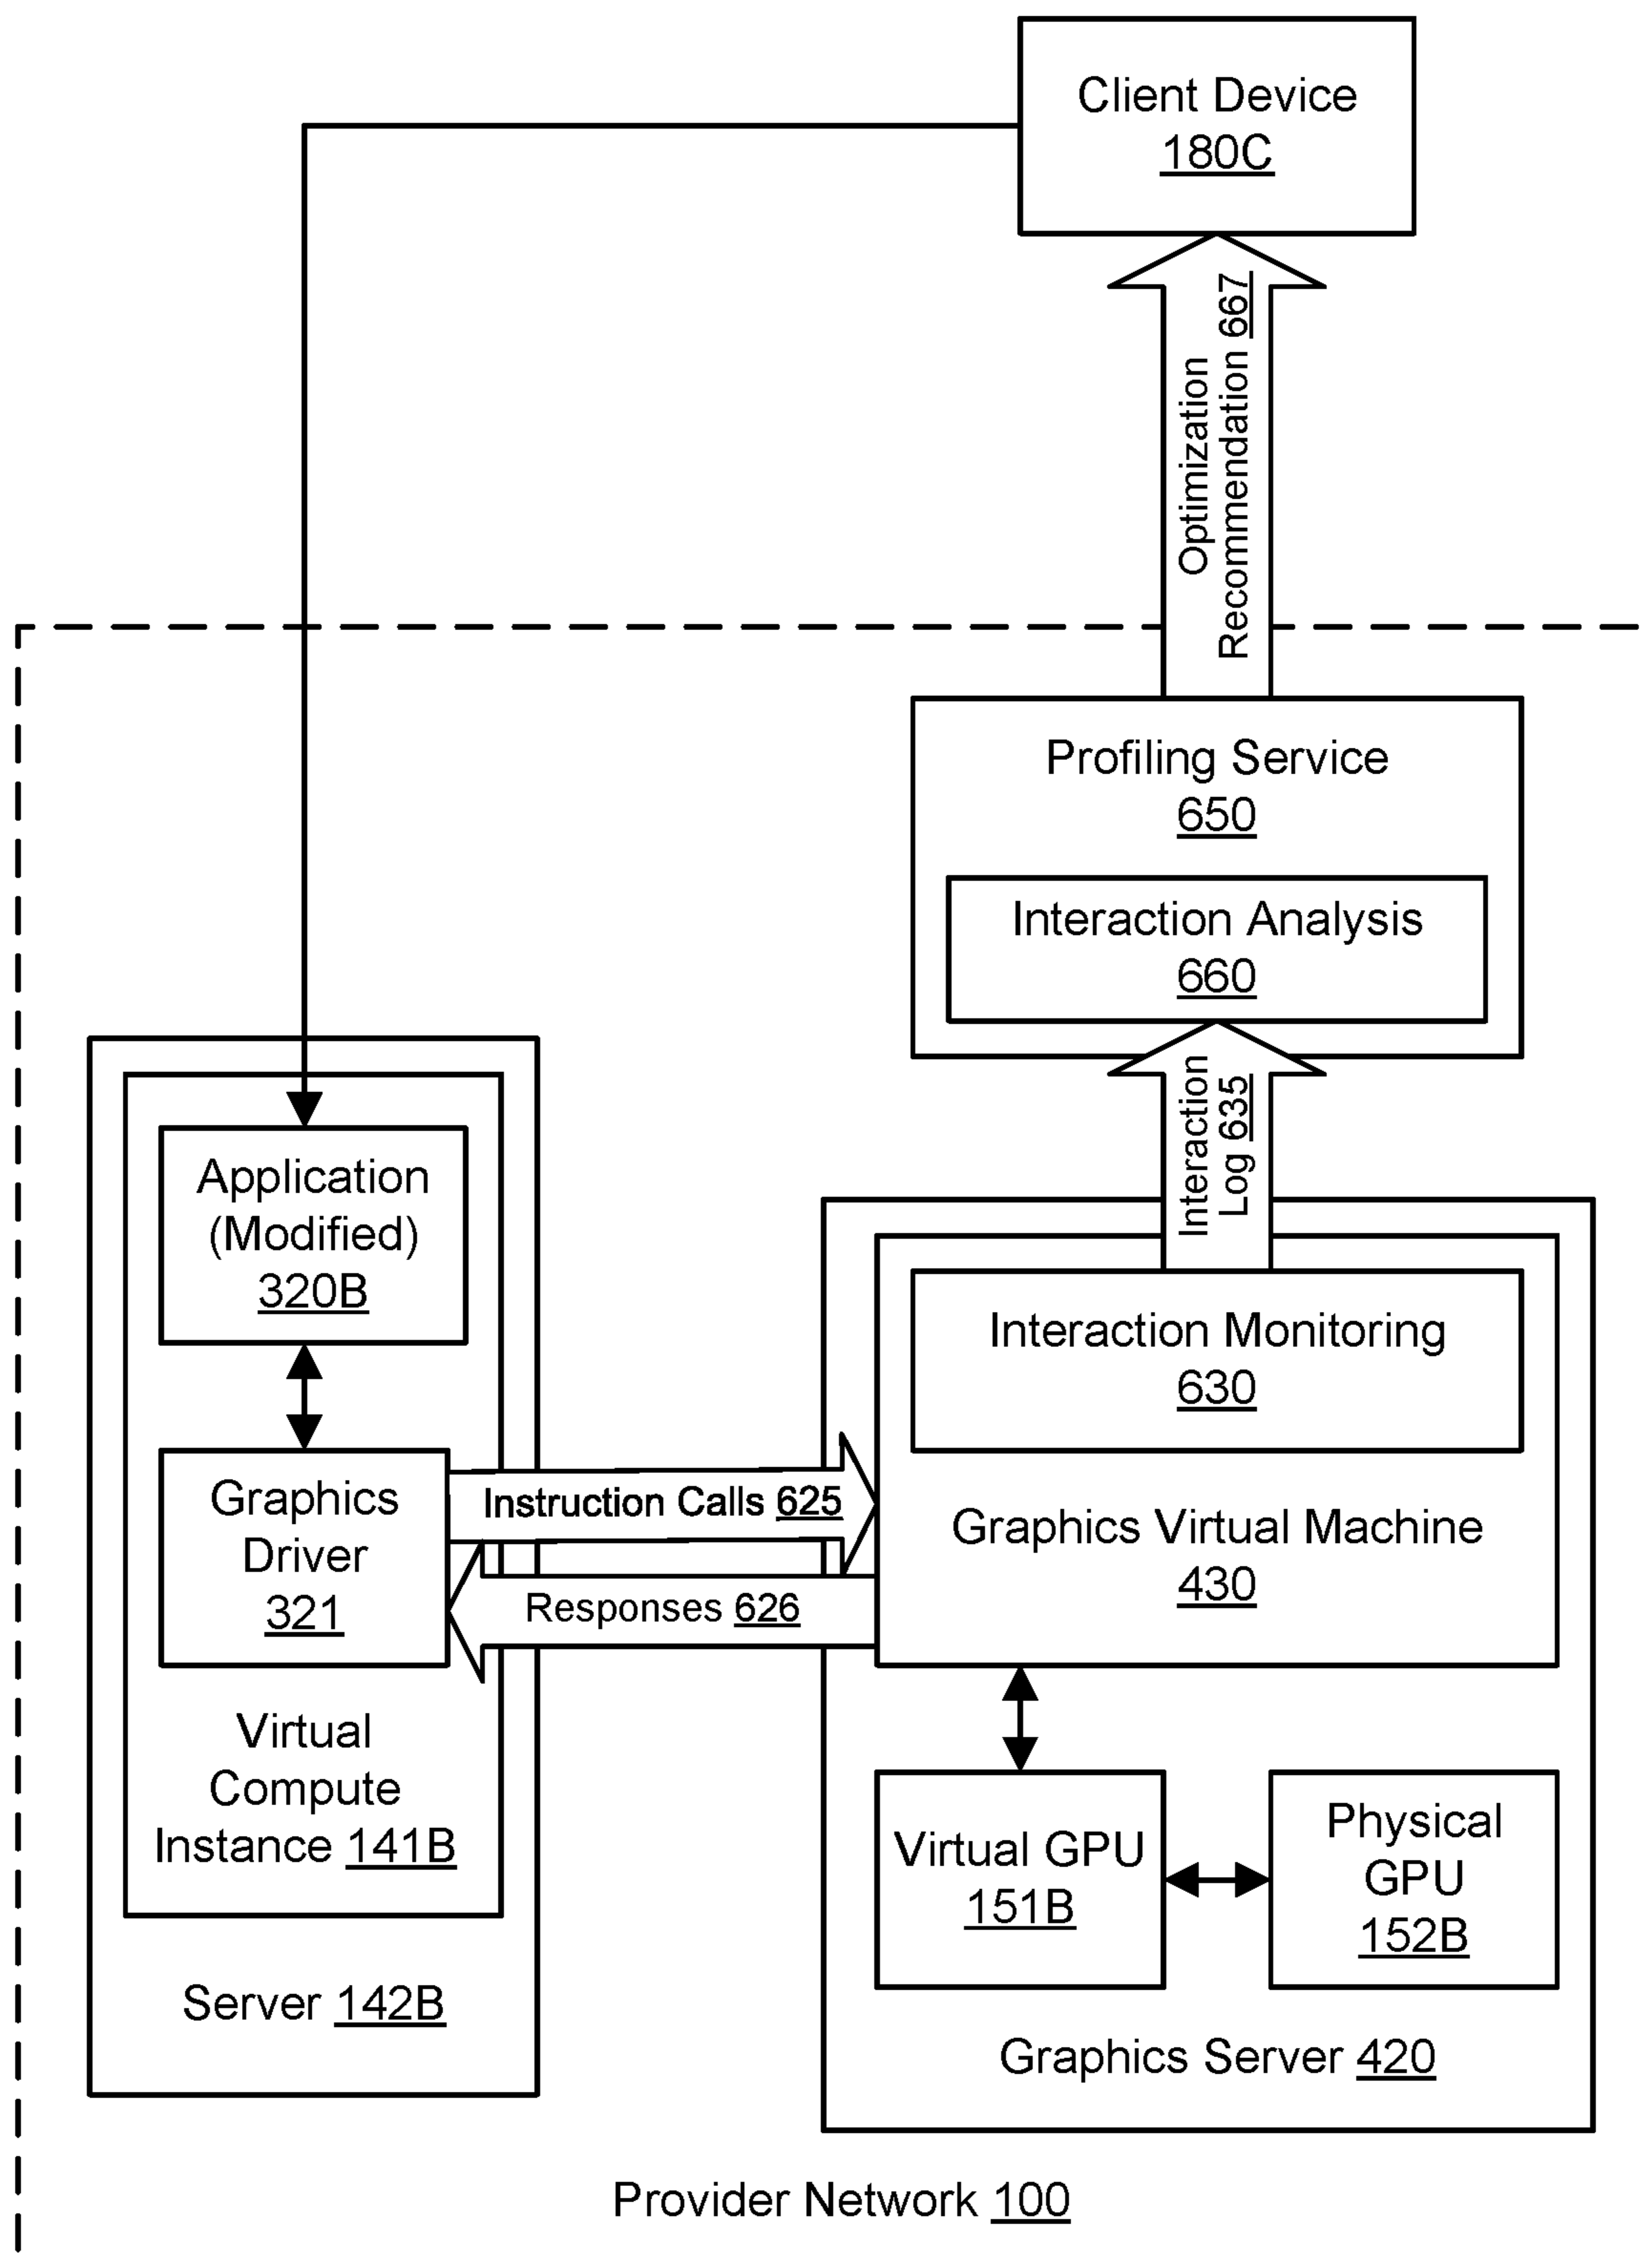 Client Device
180C
Optimization
Recommendation 667
Profiling Service
650
Interaction Analysis
660
Interaction
Log 635
Application
(Modified)
320B
Interaction Monitoring
630
Graphics
Driver
321
Instruction Calls 625
Responses 626
Graphics Virtual Machine
430
Virtual
Compute
Instance 141B
Virtual GPU
151B
Physical
GPU
152B
Server 142B
Graphics Server 420
Provider Network 100